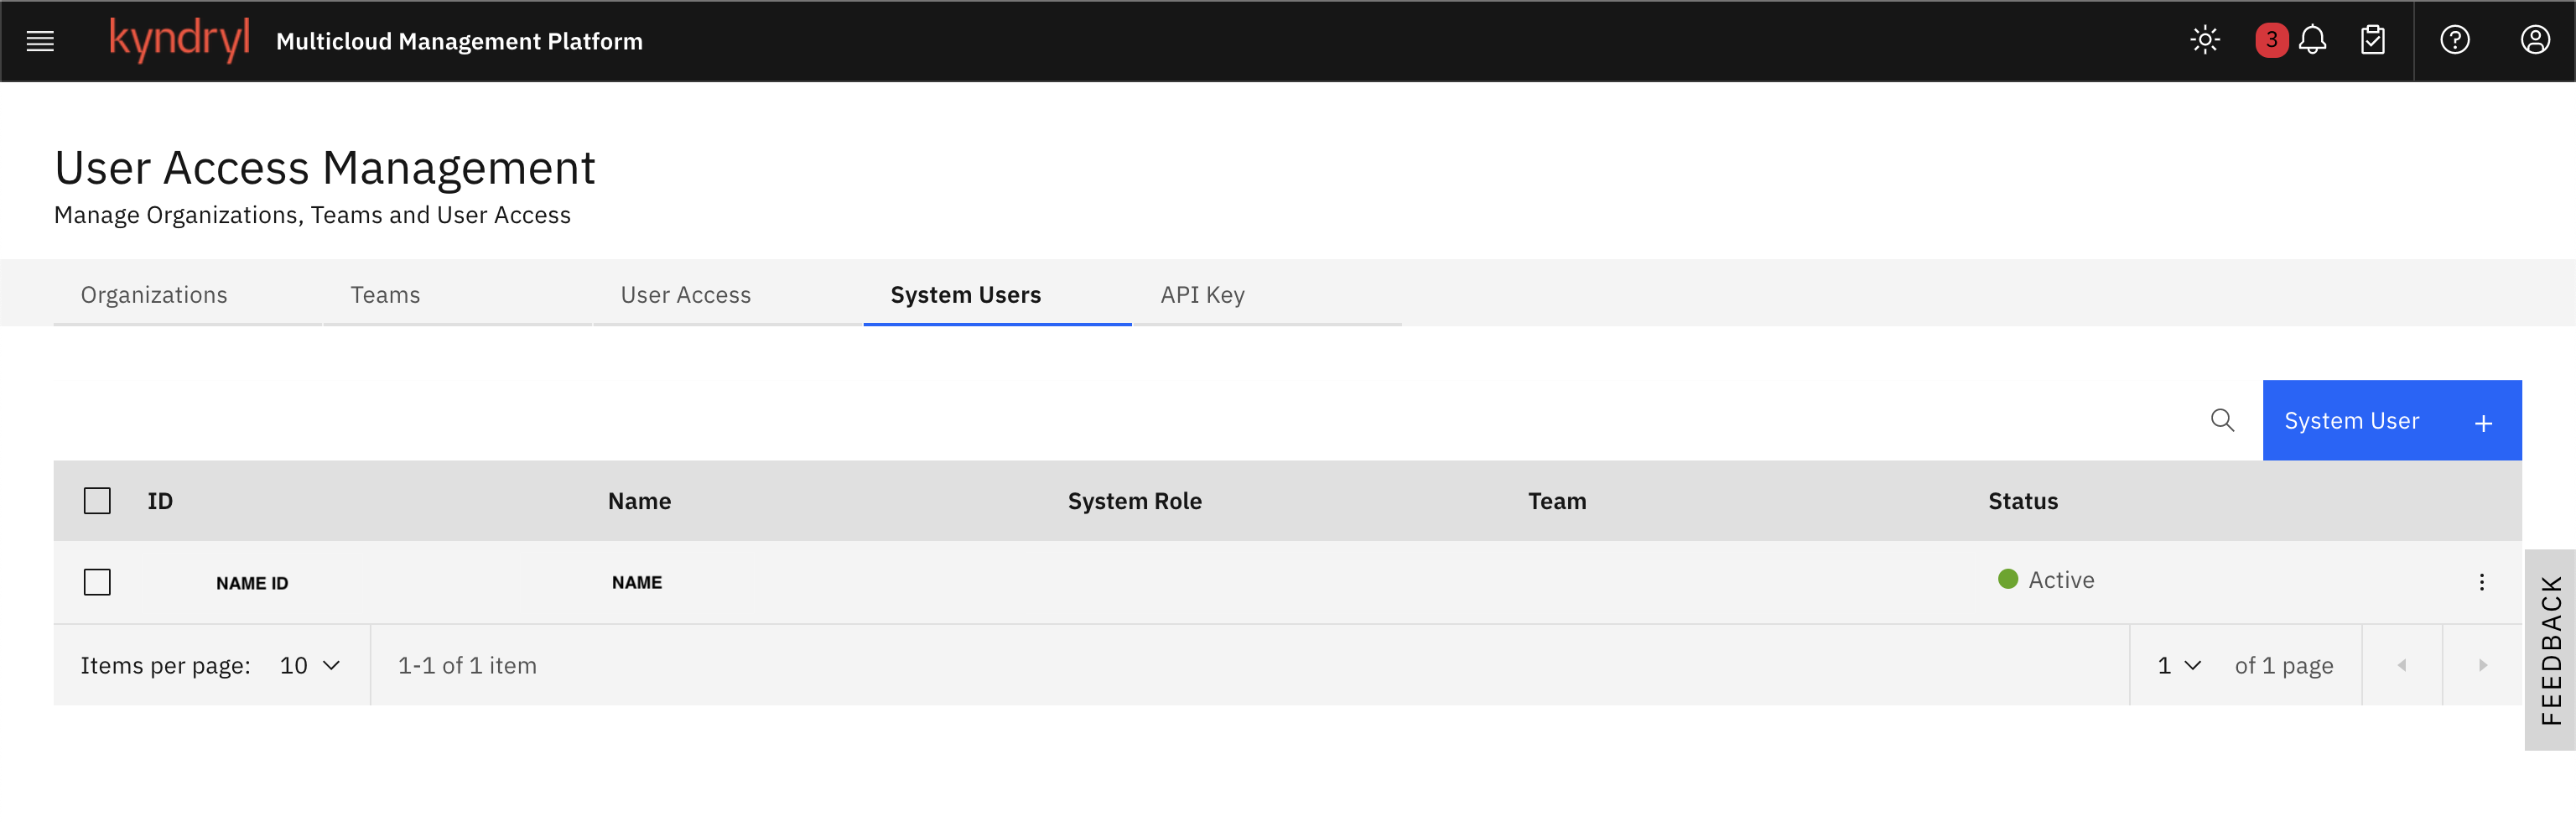 kyndryl Multicloud Management Platform 3
User Access Management
Manage Organizations, Teams and User Access
Organizations Teams User Access System Users API Key
System User +
ID Name System Role Team Status
NAME ID NAME Active
Items per page: 10 1-1 of 1 item 1 of 1 page
FEEDBACK